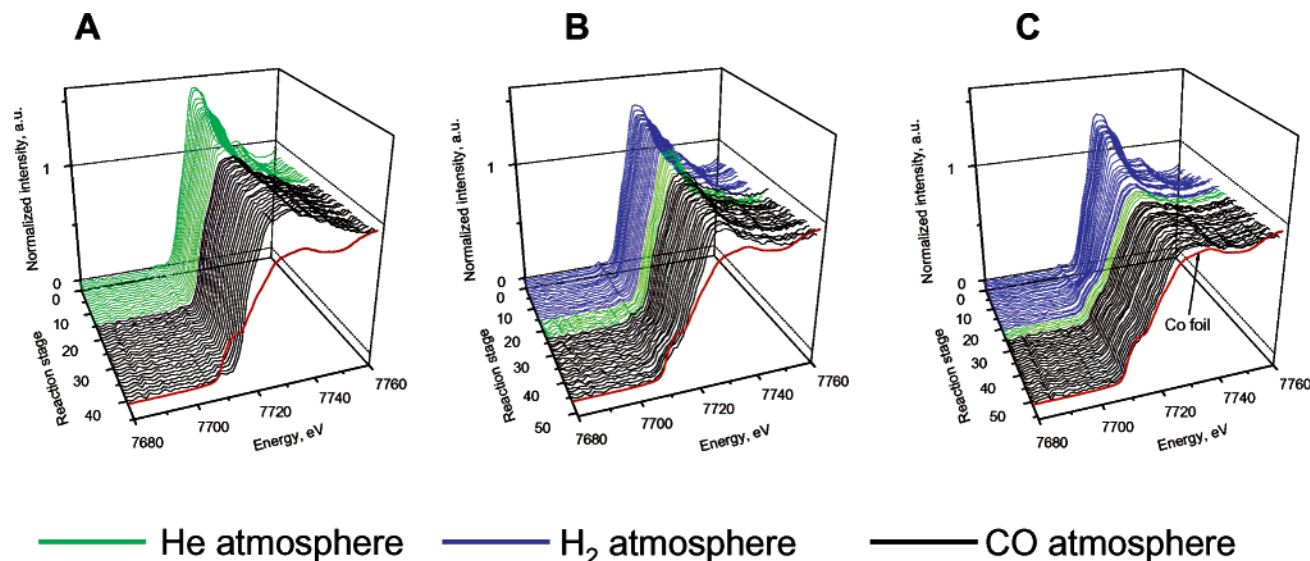 A
B
C
Normalized intensity, a.u.
1
0
0
10
20
30
40
Reaction stage
7680
7700
7720
7740
7760
Energy, eV
Normalized intensity, a.u.
1
0
0
10
20
30
40
50
Reaction stage
7680
7700
7720
7740
7760
Energy, eV
Normalized intensity, a.u.
1
0
0
10
20
30
40
50
Reaction stage
7680
7700
7720
7740
7760
Energy, eV
Co foil
He atmosphere
H₂ atmosphere
CO atmosphere